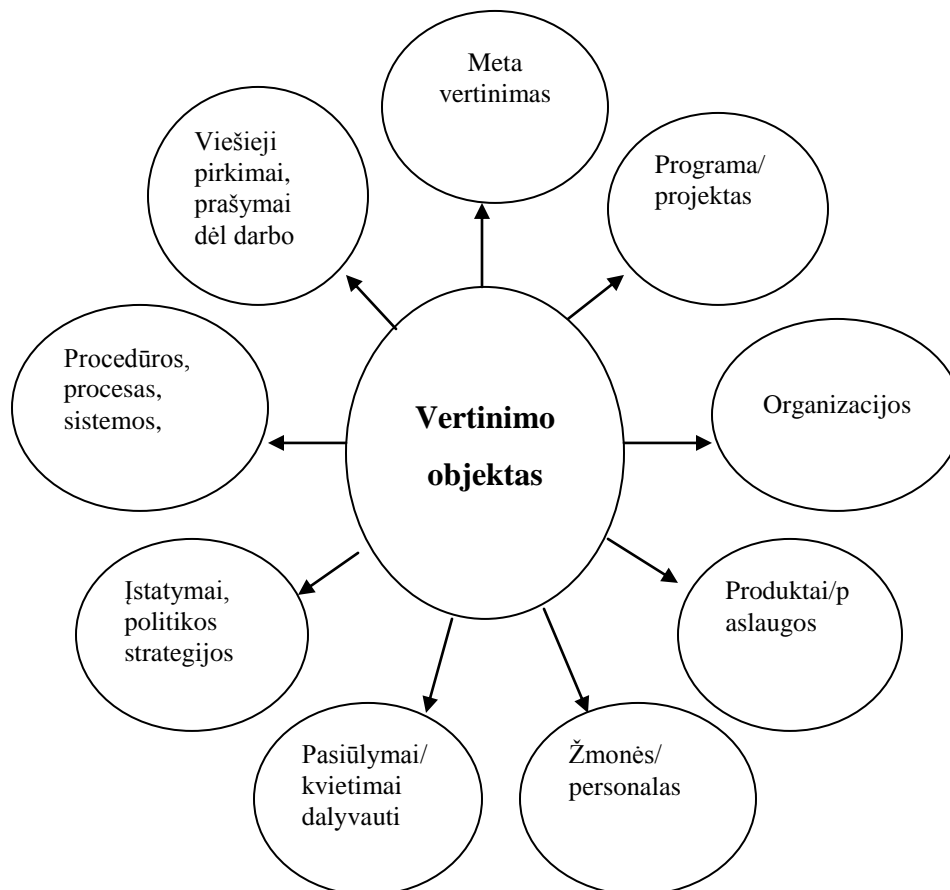 Meta
vertinimas
Programa/
projektas
Organizacijos
Produktai/p
aslaugos
Žmonės/
personalas
Pasiūlymai/
kvietimai
dalyvauti
Įstatymai,
politikos
strategijos
Procedūros,
procesas,
sistemos,
Viešieji
pirkimai,
prašymai
dėl darbo
Vertinimo
objektas